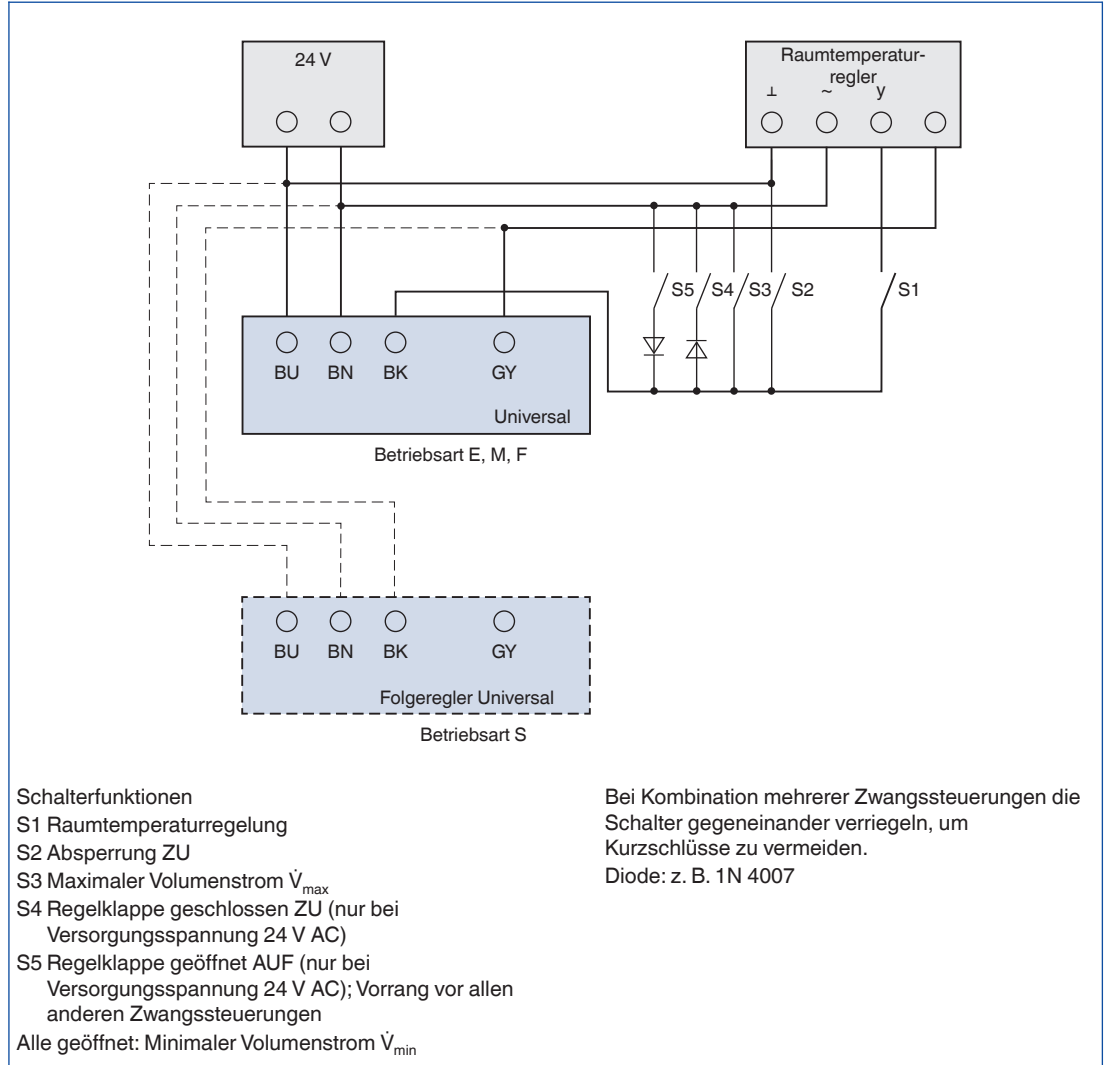 24 V
Raumtemperatur-
regler
⊥ ~ y
S5 S4 S3 S2 S1
BU BN BK GY
Universal
Betriebsart E, M, F
BU BN BK GY
Folgeregler Universal
Betriebsart S
Schalterfunktionen
S1 Raumtemperaturregelung
S2 Absperrung ZU
S3 Maximaler Volumenstrom V̇max
S4 Regelklappe geschlossen ZU (nur bei
Versorgungsspannung 24 V AC)
S5 Regelklappe geöffnet AUF (nur bei
Versorgungsspannung 24 V AC); Vorrang vor allen
anderen Zwangssteuerungen
Alle geöffnet: Minimaler Volumenstrom V̇min
Bei Kombination mehrerer Zwangssteuerungen die
Schalter gegeneinander verriegeln, um
Kurzschlüsse zu vermeiden.
Diode: z. B. 1N 4007